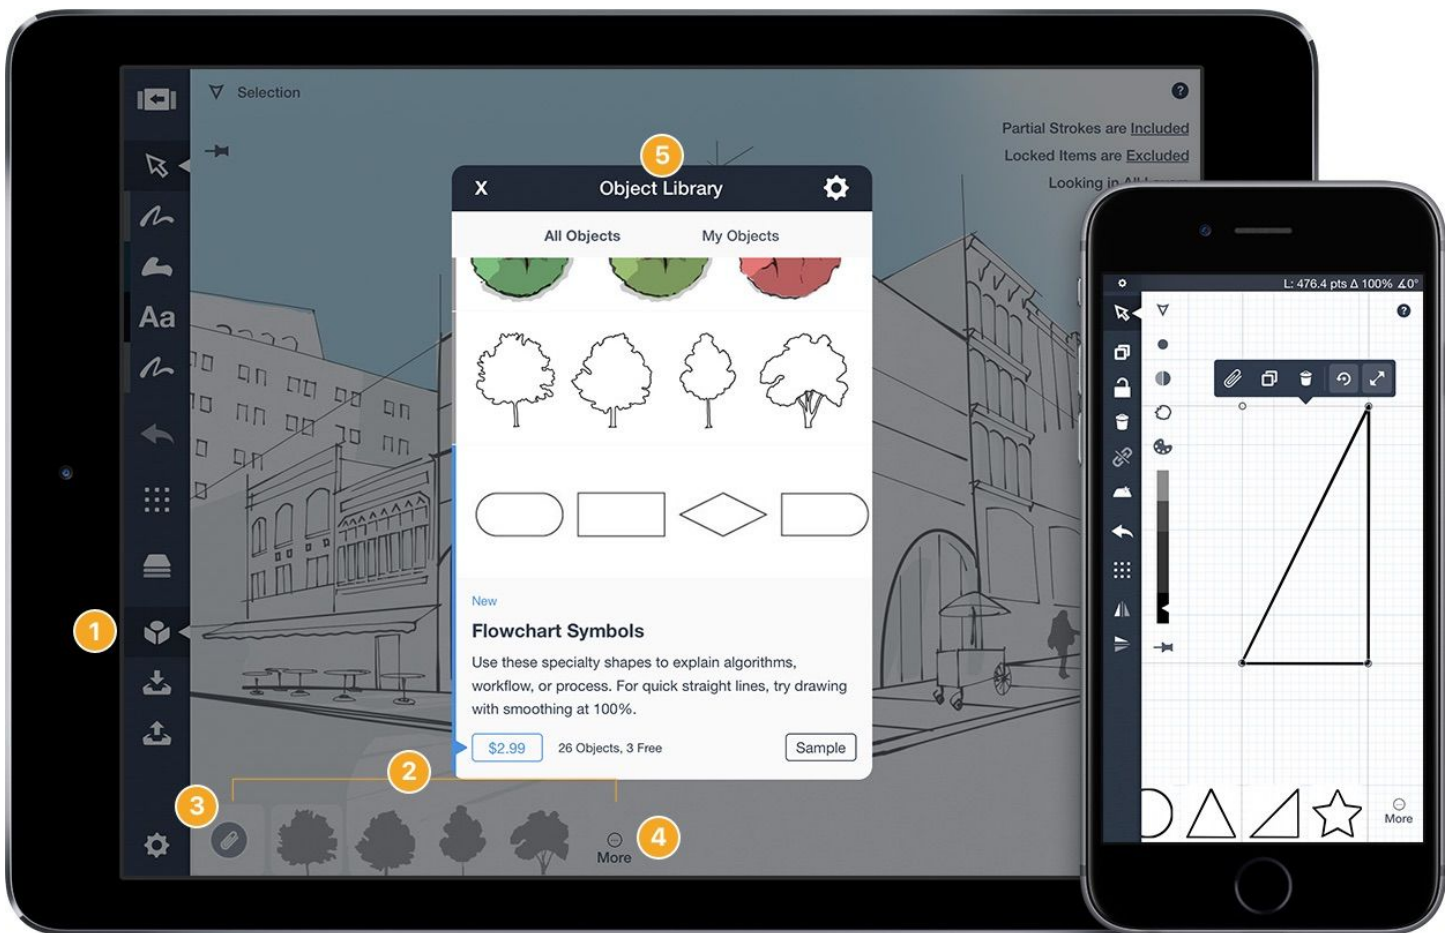 Selection
Partial Strokes are Included
Locked Items are Excluded
Looking in All Layers
5
X Object Library
All Objects My Objects
Aa
New
Flowchart Symbols
Use these specialty shapes to explain algorithms,
workflow, or process. For quick straight lines, try drawing
with smoothing at 100%.
$2.99 26 Objects, 3 Free Sample
1
2
3
4
More
?
L: 476.4 pts Δ 100% ∡0°
?
More